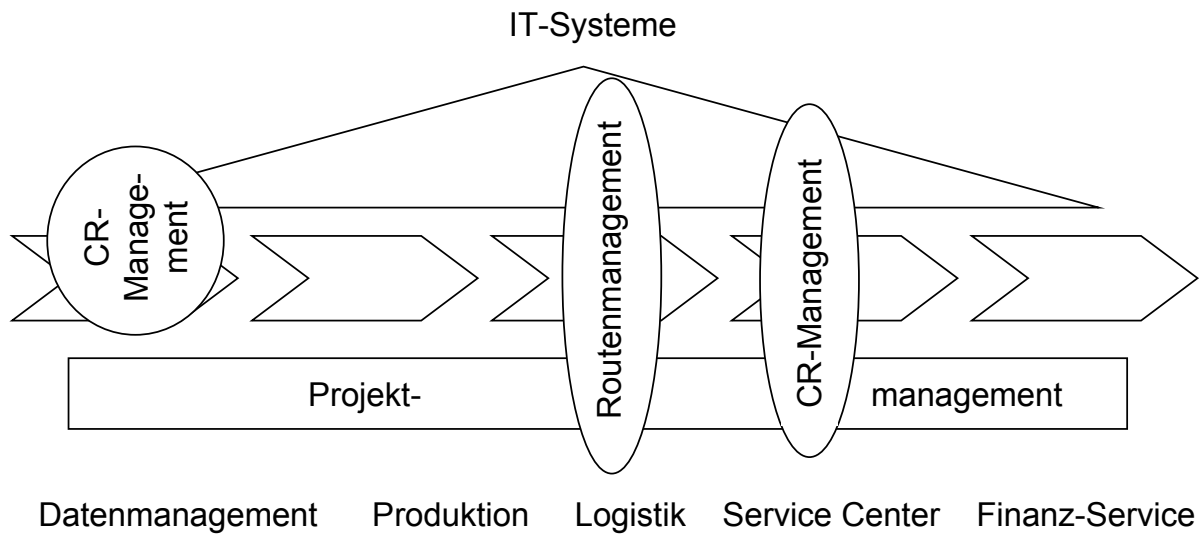 IT-Systeme
CR-
Manage-
ment
Routenmanagement
CR-Management
Projekt-
management
Datenmanagement Produktion Logistik Service Center Finanz-Service